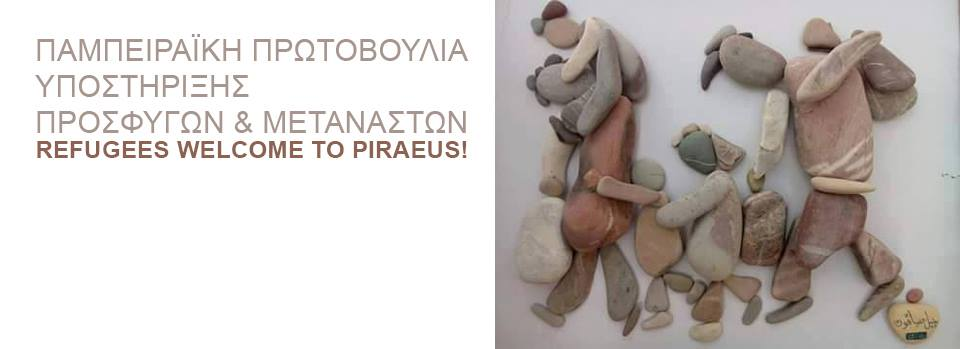 ΠΑΜΠΕΙΡΑΪΚΗ ΠΡΩΤΟΒΟΥΛΙΑ
ΥΠΟΣΤΗΡΙΞΗΣ
ΠΡΟΣΦΥΓΩΝ & ΜΕΤΑΝΑΣΤΩΝ
REFUGEES WELCOME TO PIRAEUS!